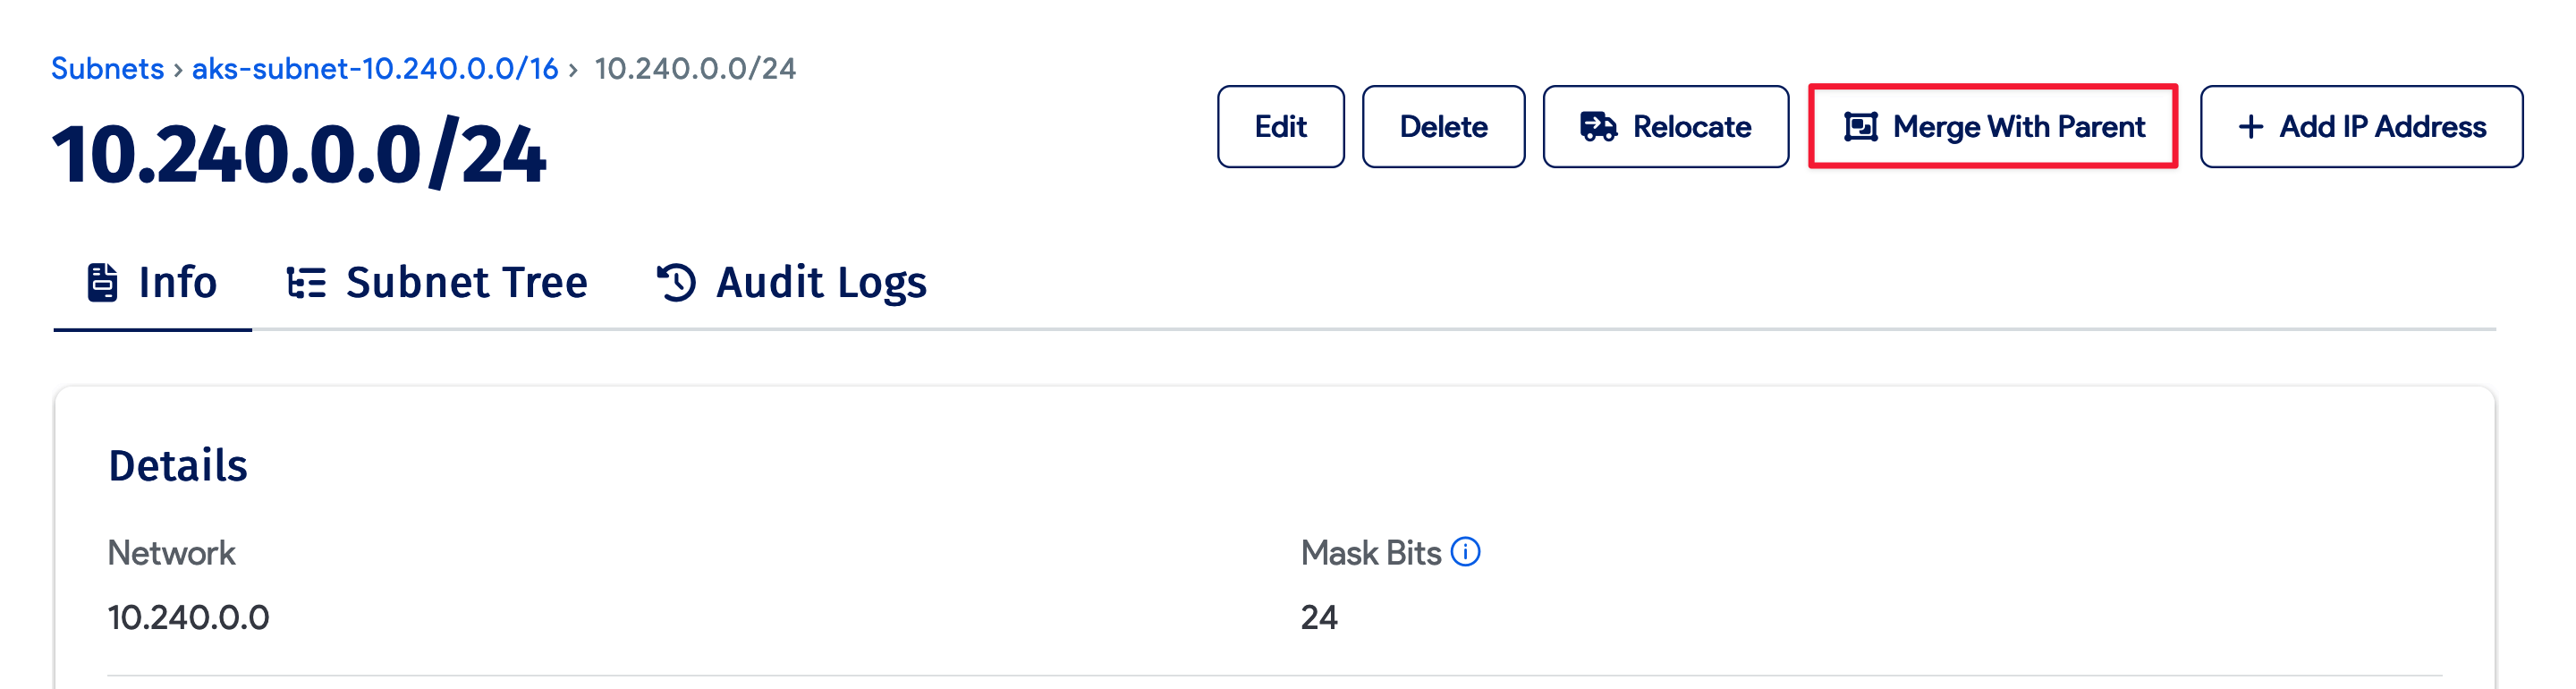 Subnets › aks-subnet-10.240.0.0/16 › 10.240.0.0/24
10.240.0.0/24
Edit
Delete
Relocate
Merge With Parent
+ Add IP Address
Info
Subnet Tree
Audit Logs
Details
Network
Mask Bits
10.240.0.0
24